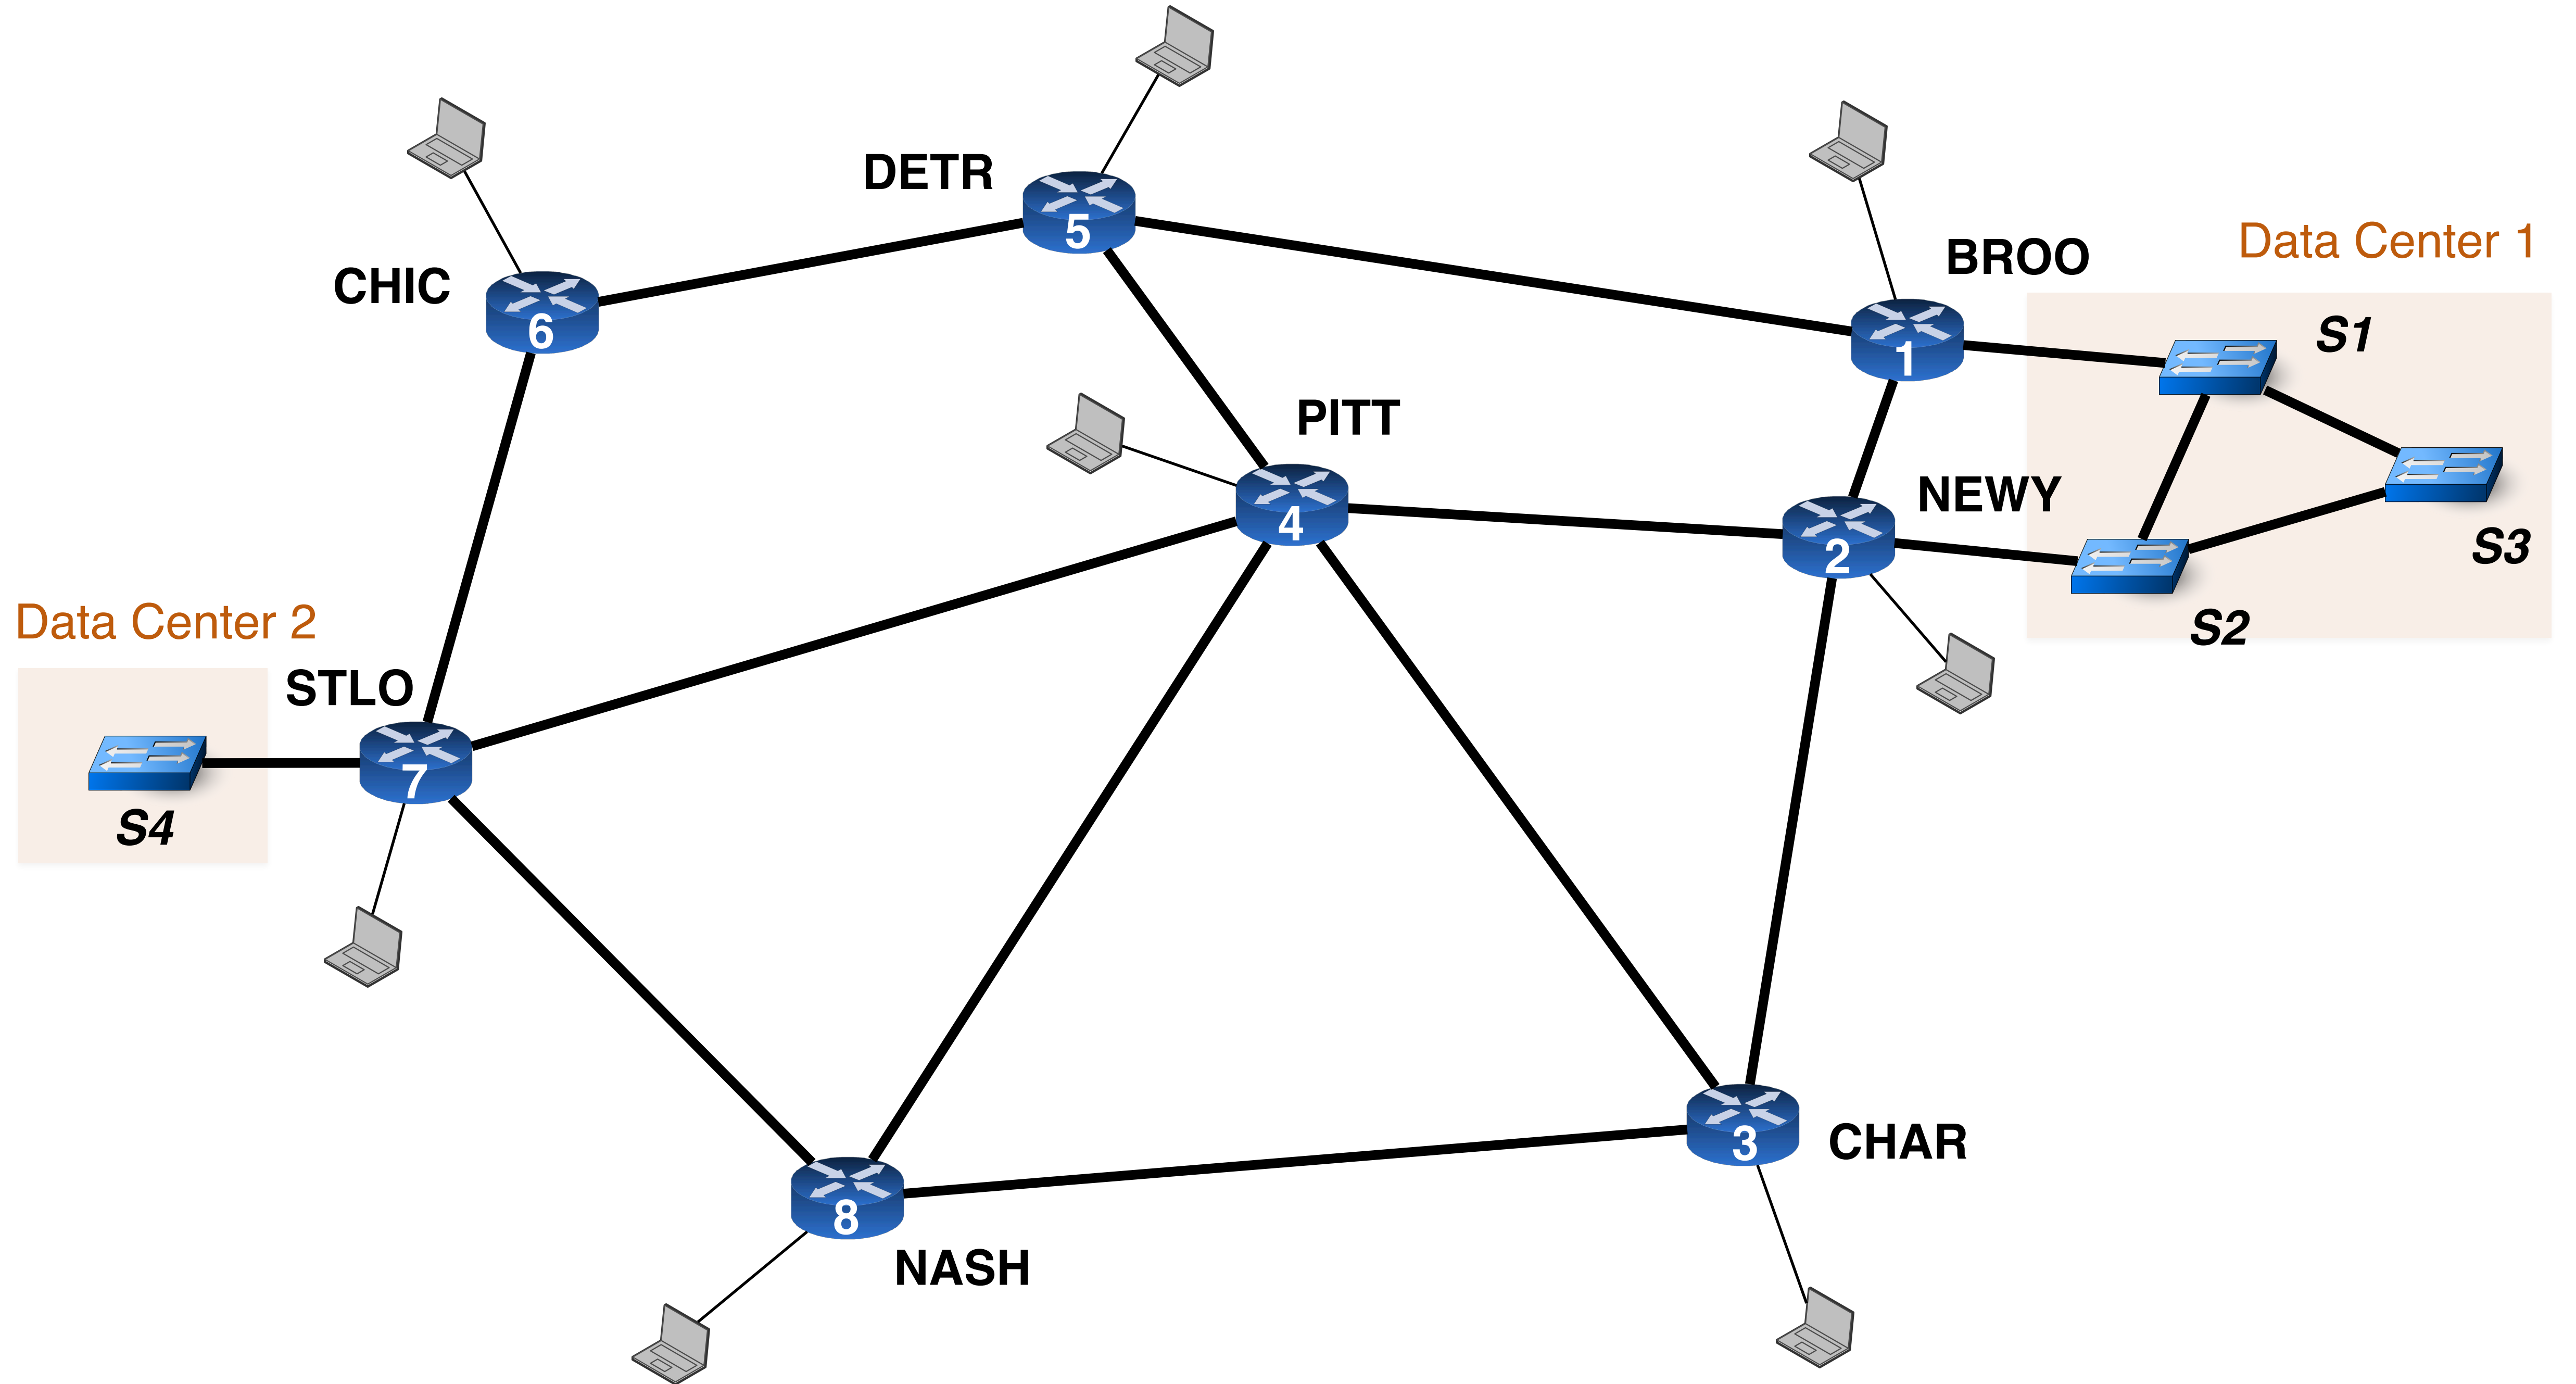 DETR
5
CHIC
6
BROO
1
Data Center 1
S1
PITT
4
NEWY
2
S3
S2
Data Center 2
STLO
7
S4
3
CHAR
8
NASH